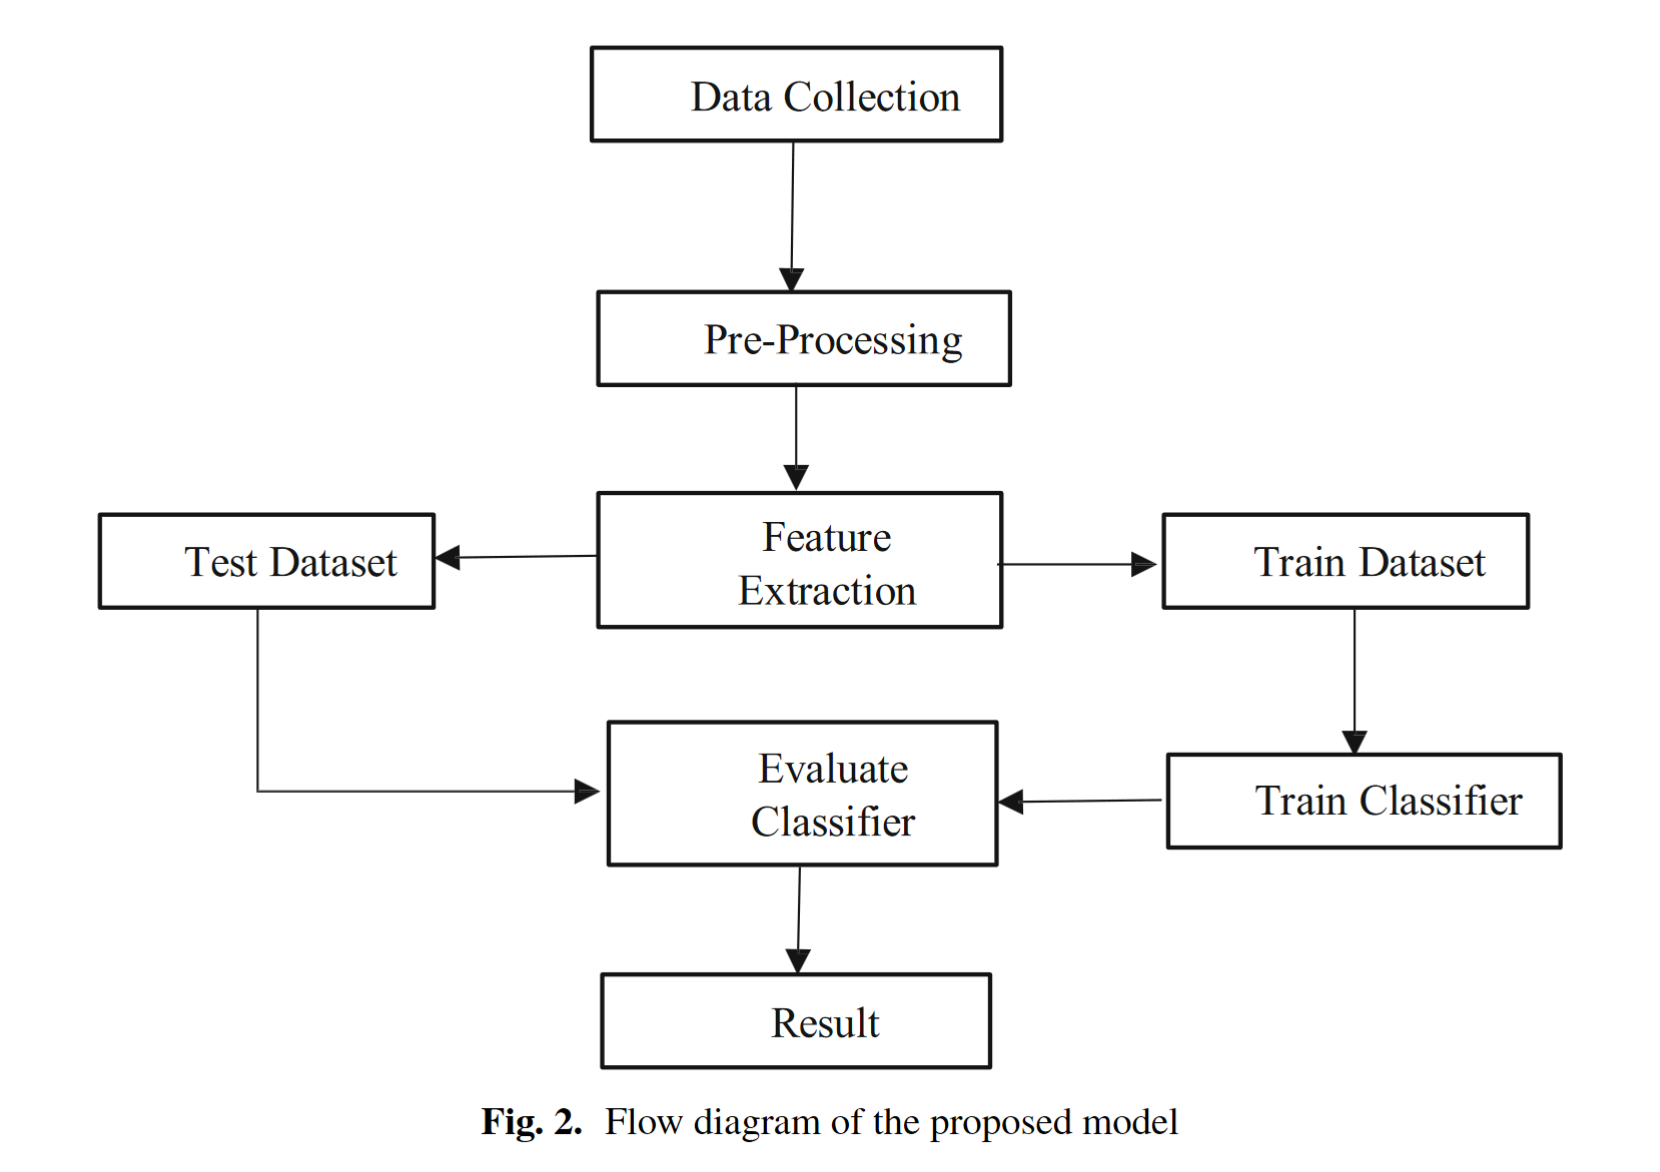 Data Collection
Pre-Processing
Test Dataset
Feature
Extraction
Train Dataset
Evaluate
Classifier
Train Classifier
Result
Fig. 2. Flow diagram of the proposed model